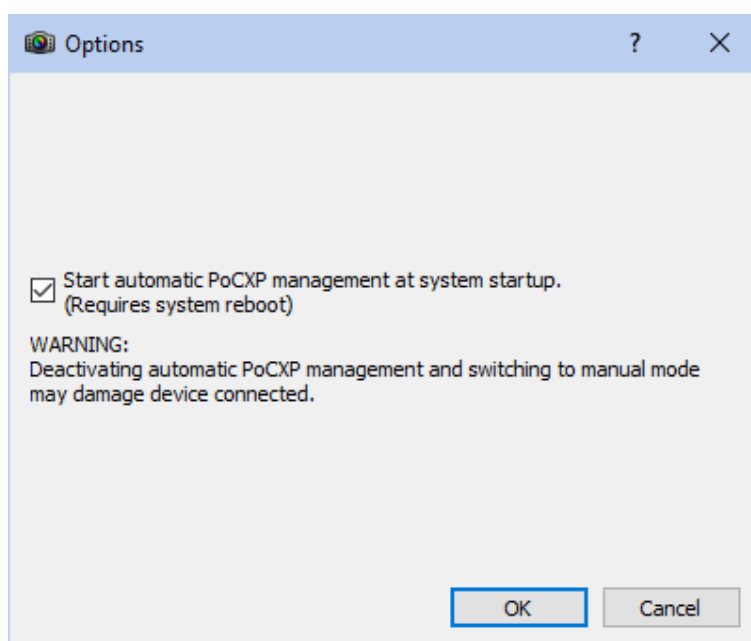 Options
Start automatic PoCXP management at system startup.
(Requires system reboot)
WARNING:
Deactivating automatic PoCXP management and switching to manual mode
may damage device connected.
OK Cancel